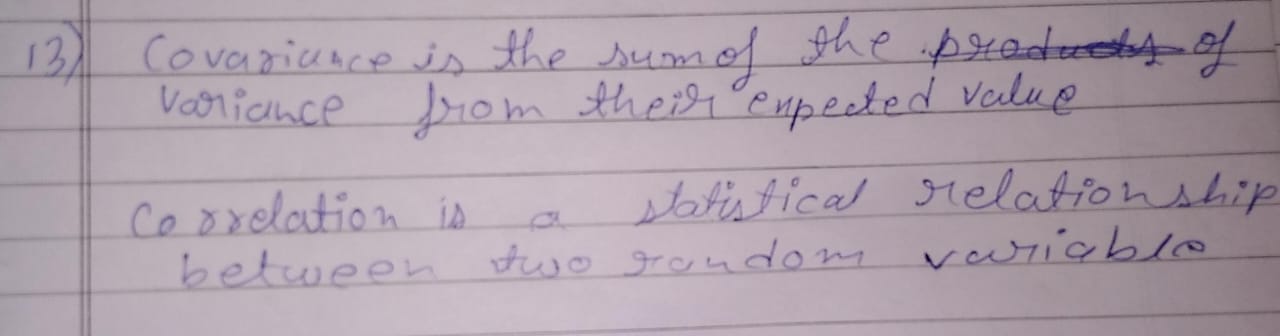 13) Covariance is the sum of the products of
variance from their expected value
Correlation is a statistical relationship
between two random variable